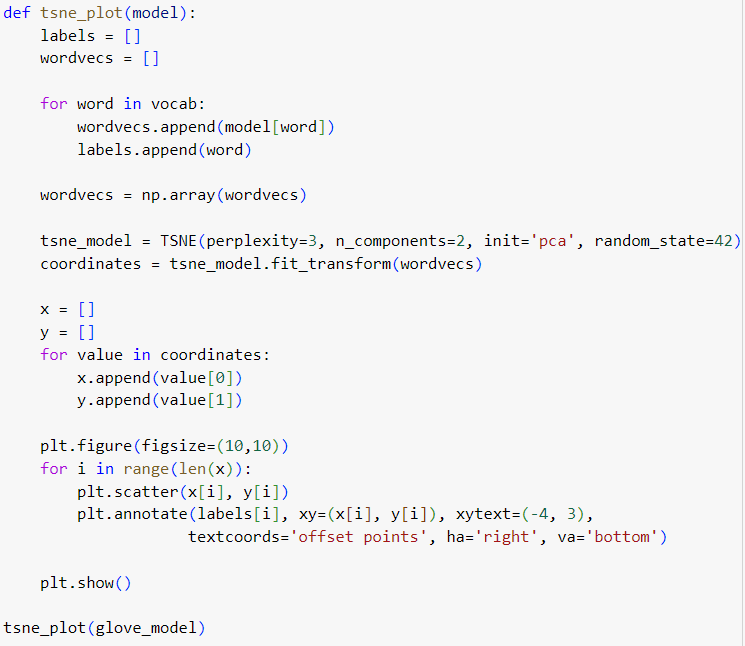 def tsne_plot(model):
    labels = []
    wordvecs = []

    for word in vocab:
        wordvecs.append(model[word])
        labels.append(word)

    wordvecs = np.array(wordvecs)

    tsne_model = TSNE(perplexity=3, n_components=2, init='pca', random_state=42)
    coordinates = tsne_model.fit_transform(wordvecs)

    x = []
    y = []
    for value in coordinates:
        x.append(value[0])
        y.append(value[1])

    plt.figure(figsize=(10,10))
    for i in range(len(x)):
        plt.scatter(x[i], y[i])
        plt.annotate(labels[i], xy=(x[i], y[i]), xytext=(-4, 3),
                    textcoords='offset points', ha='right', va='bottom')

    plt.show()

tsne_plot(glove_model)